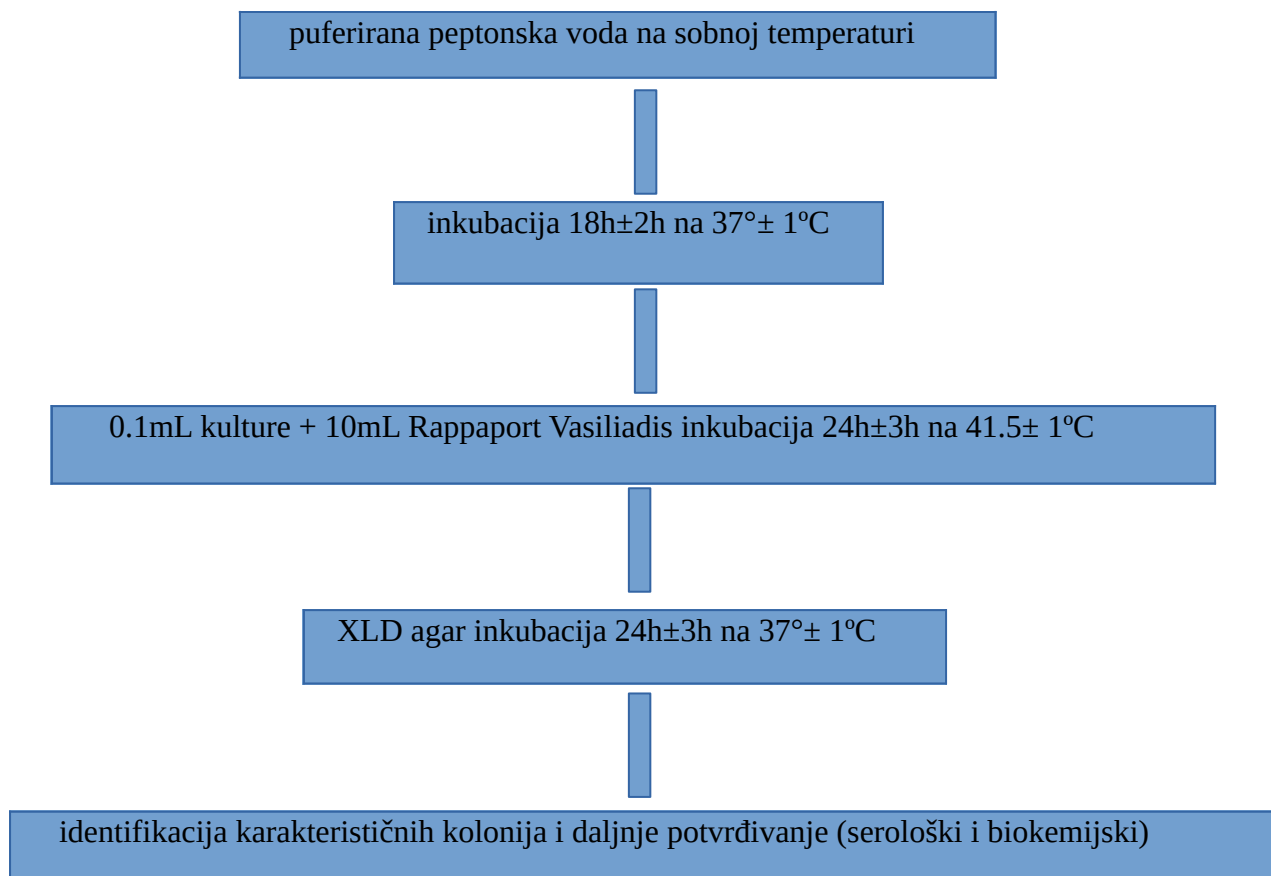 puferirana peptonska voda na sobnoj temperaturi
inkubacija 18h±2h na 37°± 1ºC
0.1mL kulture + 10mL Rappaport Vasiliadis inkubacija 24h±3h na 41.5± 1ºC
XLD agar inkubacija 24h±3h na 37°± 1ºC
identifikacija karakterističnih kolonija i daljnje potvrđivanje (serološki i biokemijski)